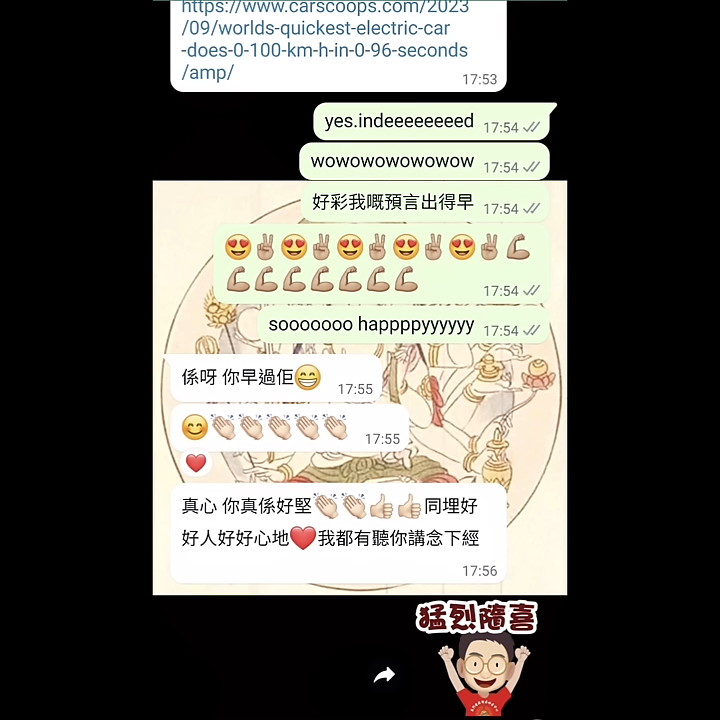 https://www.carscoops.com/2023
/09/worlds-quickest-electric-car
-does-0-100-km-h-in-0-96-seconds
/amp/
17:53
yes.indeeeeeeeed 17:54
wowowowowowow 17:54
好彩我嘅預言出得早 17:54
😍✌🏼😍✌🏼😍✌🏼😍✌🏼😍✌🏼💪🏼
💪🏼💪🏼💪🏼💪🏼💪🏼💪🏼💪🏼 17:54
sooooooo happppyyyyyy 17:54
係呀 你早過佢😁 17:55
😊👏🏻👏🏻👏🏻👏🏻👏🏻 17:55
❤️
真心 你真係好堅👏🏻👏🏻👍🏻👍🏻同埋好
好人好好心地❤️我都有聽你講念下經
17:56
猛烈隨喜